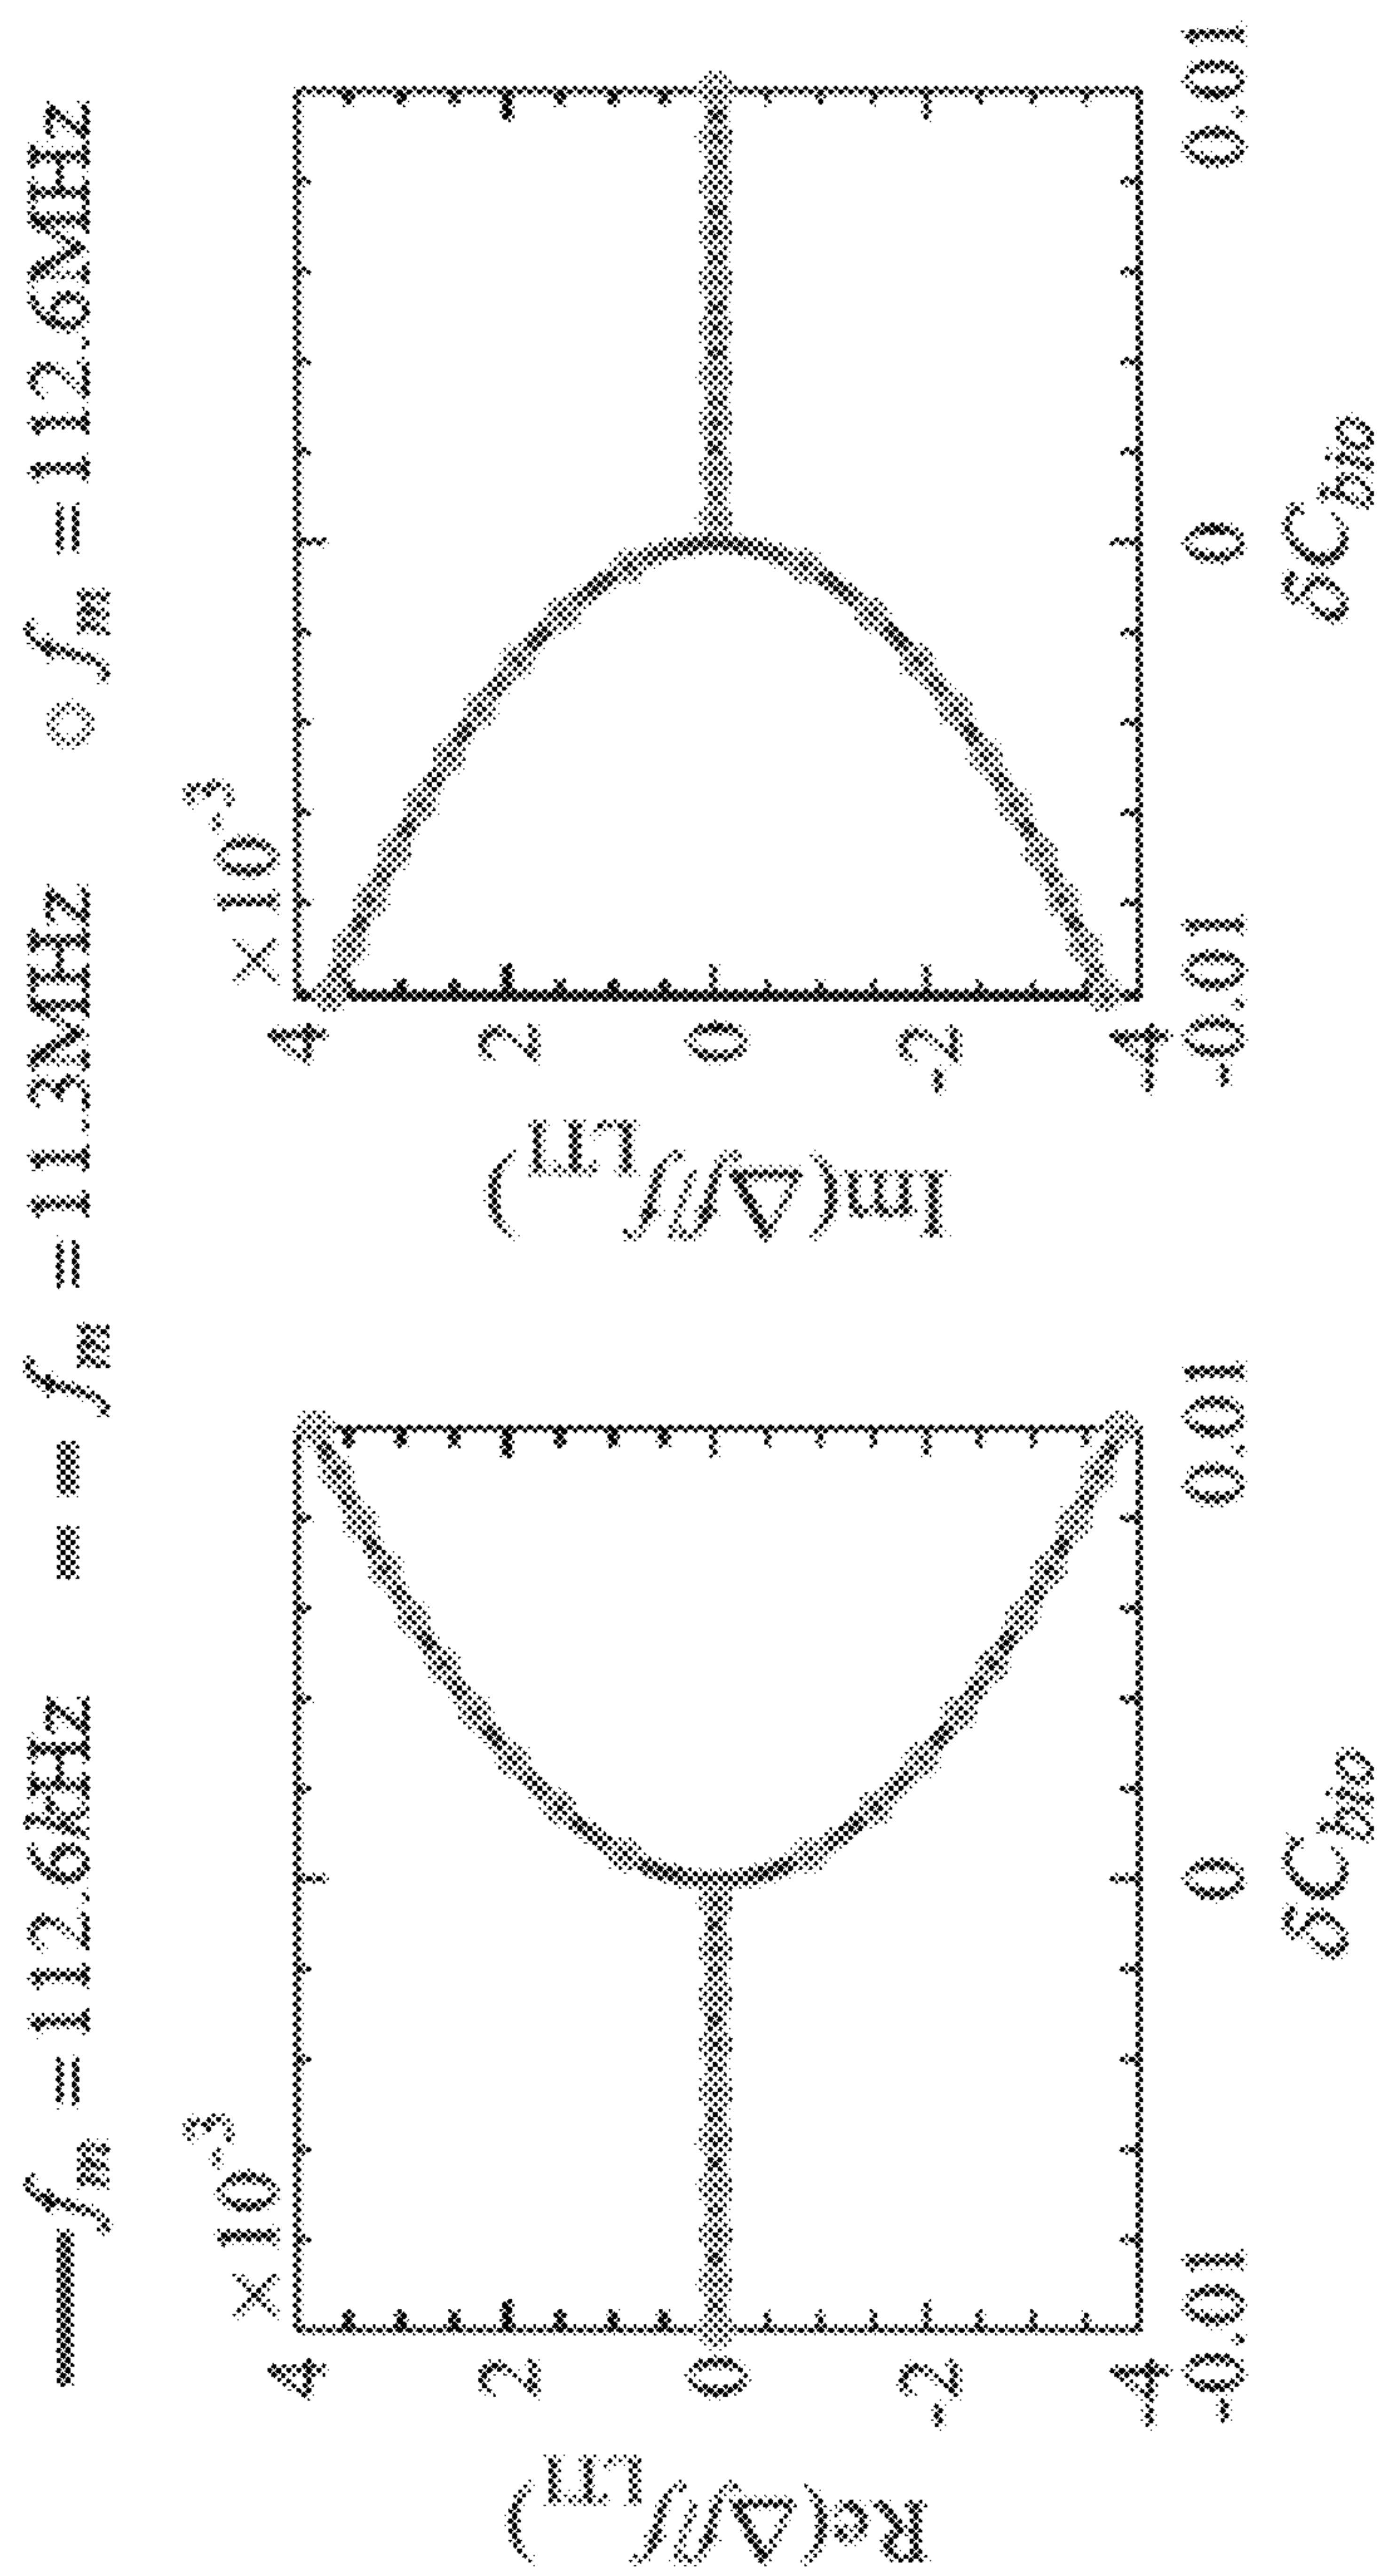 f_m = 112.6kHz f_m = 11.3MHz f_m = 112.6MHz
×10⁻³
4
2
0
-2
-4
-0.01 0 0.01
Re(Δf/f_LTI)
δC_bio
×10⁻³
4
2
0
-2
-4
-0.01 0 0.01
Im(Δf/f_LTI)
δC_bio